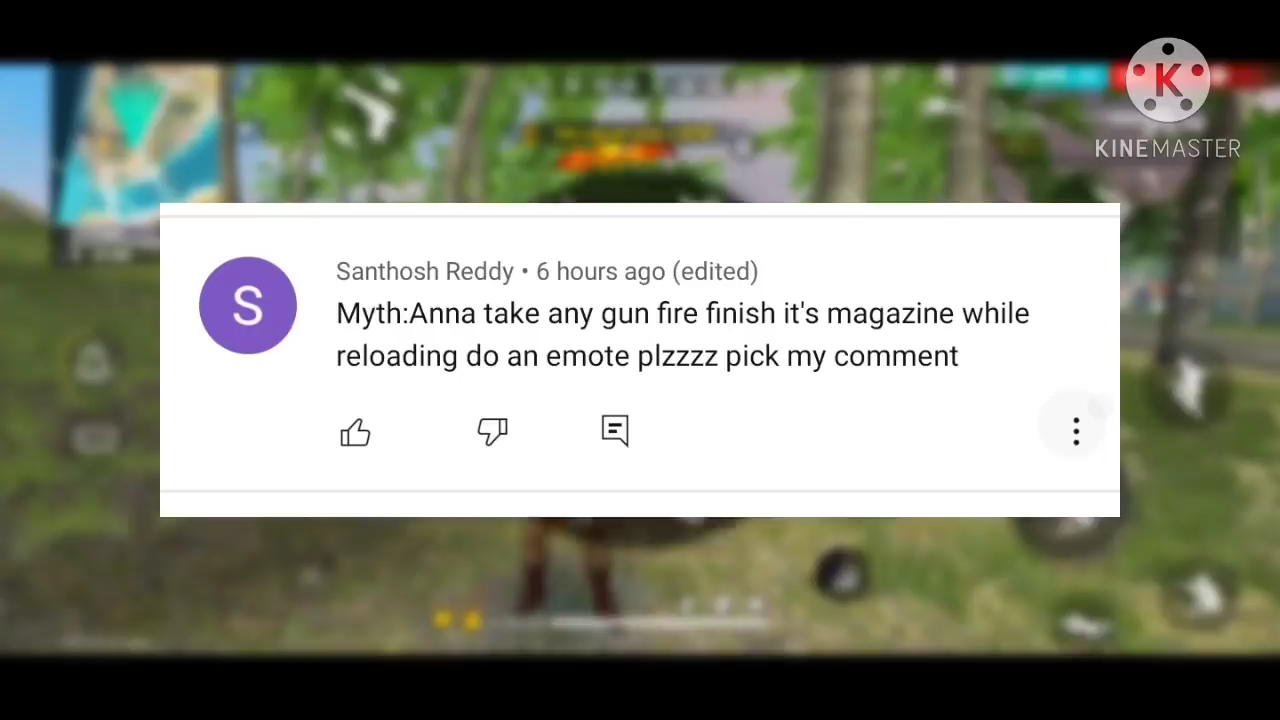 KINEMASTER
Santhosh Reddy • 6 hours ago (edited)
Myth:Anna take any gun fire finish it's magazine while
reloading do an emote plzzzz pick my comment